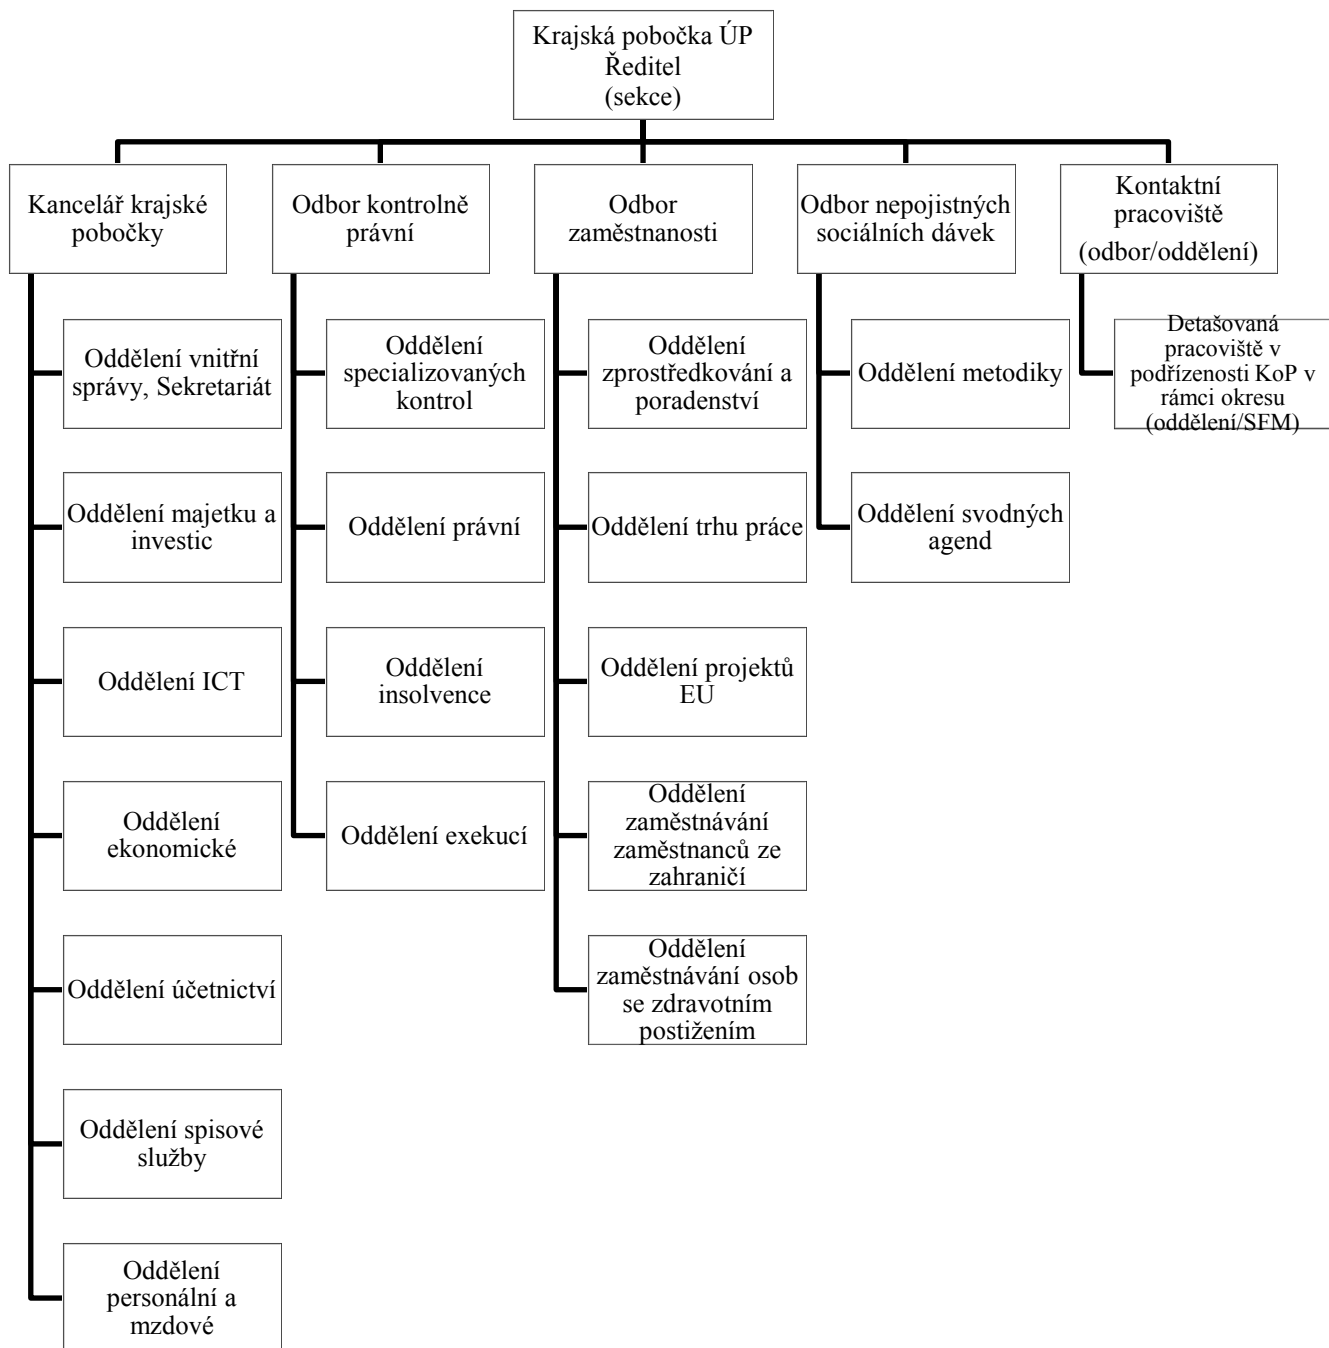 Krajská pobočka ÚP
Ředitel
(sekce)
Kancelář krajské
pobočky
Odbor kontrolně
právní
Odbor
zaměstnanosti
Odbor nepojistných
sociálních dávek
Kontaktní
pracoviště
(odbor/oddělení)
Oddělení vnitřní
správy, Sekretariát
Oddělení majetku a
investic
Oddělení ICT
Oddělení
ekonomické
Oddělení účetnictví
Oddělení spisové
služby
Oddělení
personální a
mzdové
Oddělení
specializovaných
kontrol
Oddělení právní
Oddělení
insolvence
Oddělení exekucí
Oddělení
zprostředkování a
poradenství
Oddělení trhu práce
Oddělení projektů
EU
Oddělení
zaměstnávání
zaměstnanců ze
zahraničí
Oddělení
zaměstnávání osob
se zdravotním
postižením
Oddělení metodiky
Oddělení svodných
agend
Detašovaná
pracoviště v
podřízenosti KoP v
rámci okresu
(oddělení/SFM)